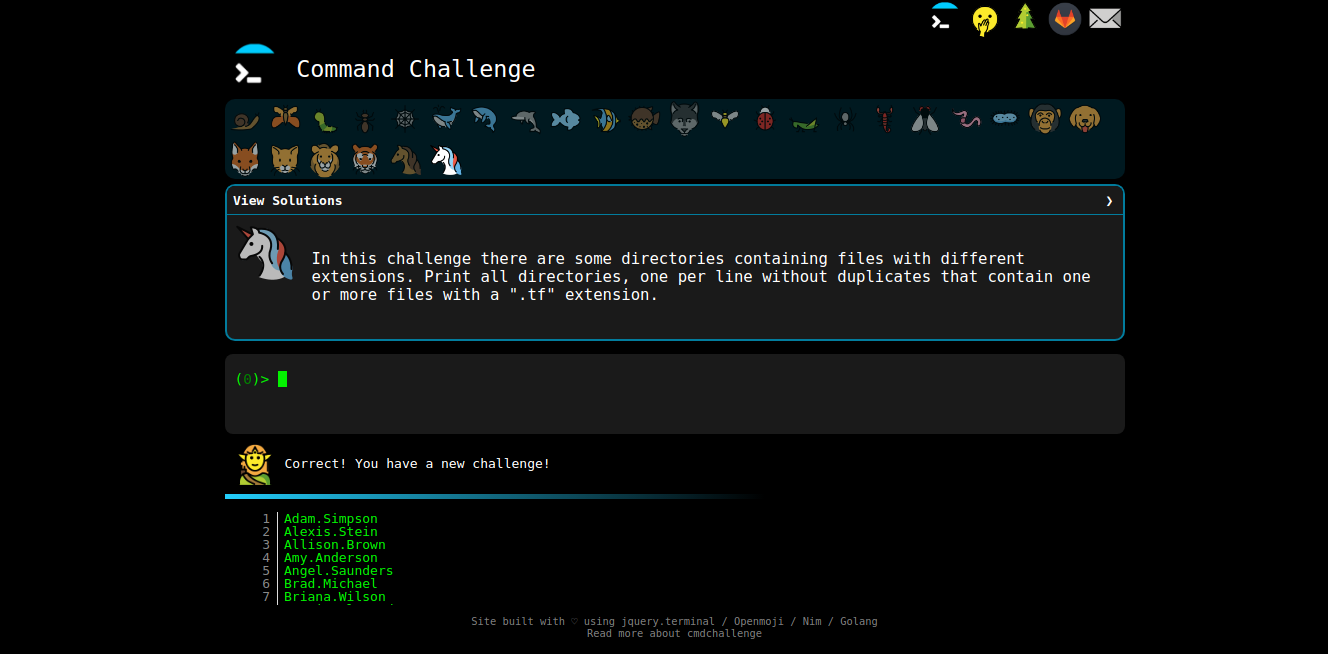 Command Challenge
View Solutions ❯
In this challenge there are some directories containing files with different
extensions. Print all directories, one per line without duplicates that contain one
or more files with a ".tf" extension.
(0)>
Correct! You have a new challenge!
1 Adam.Simpson
2 Alexis.Stein
3 Allison.Brown
4 Amy.Anderson
5 Angel.Saunders
6 Brad.Michael
7 Briana.Wilson
Site built with ♡ using jquery.terminal / Openmoji / Nim / Golang
Read more about cmdchallenge